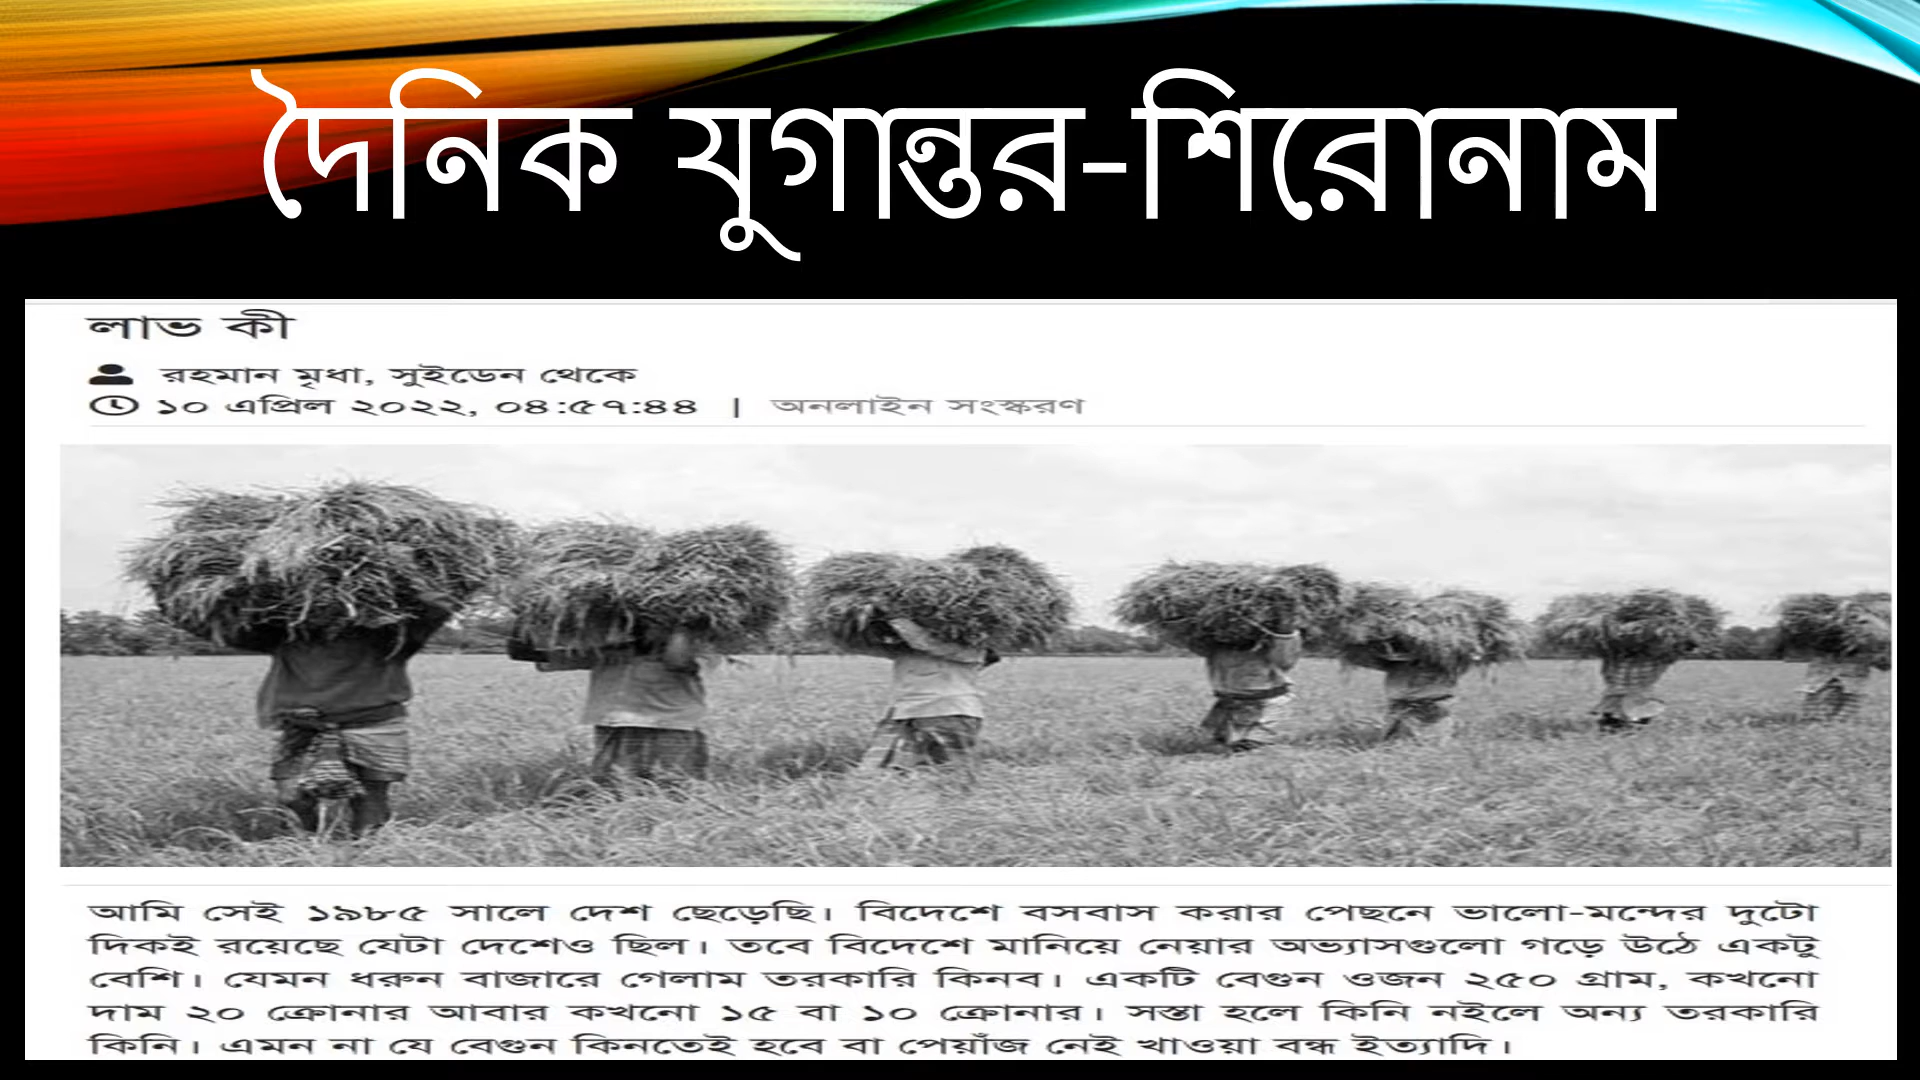 দৈনিক যুগান্তর-শিরোনাম
লাভ কী
রহমান মৃধা, সুইডেন থেকে
১০ এপ্রিল ২০২২, ০৪:৫৭:৪৪ | অনলাইন সংস্করণ
আমি সেই ১৯৮৫ সালে দেশ ছেড়েছি। বিদেশে বসবাস করার পেছনে ভালো-মন্দের দুটো
দিকই রয়েছে যেটা দেশেও ছিল। তবে বিদেশে মানিয়ে নেয়ার অভ্যাসগুলো গড়ে উঠে একটু
বেশি। যেমন ধরুন বাজারে গেলাম তরকারি কিনব। একটি বেগুন ওজন ২৫০ গ্রাম, কখনো
দাম ২০ ক্রোনার আবার কখনো ১৫ বা ১০ ক্রোনার। সস্তা হলে কিনি নইলে অন্য তরকারি
কিনি। এমন না যে বেগুন কিনতেই হবে বা পেয়াঁজ নেই খাওয়া বন্ধ ইত্যাদি।